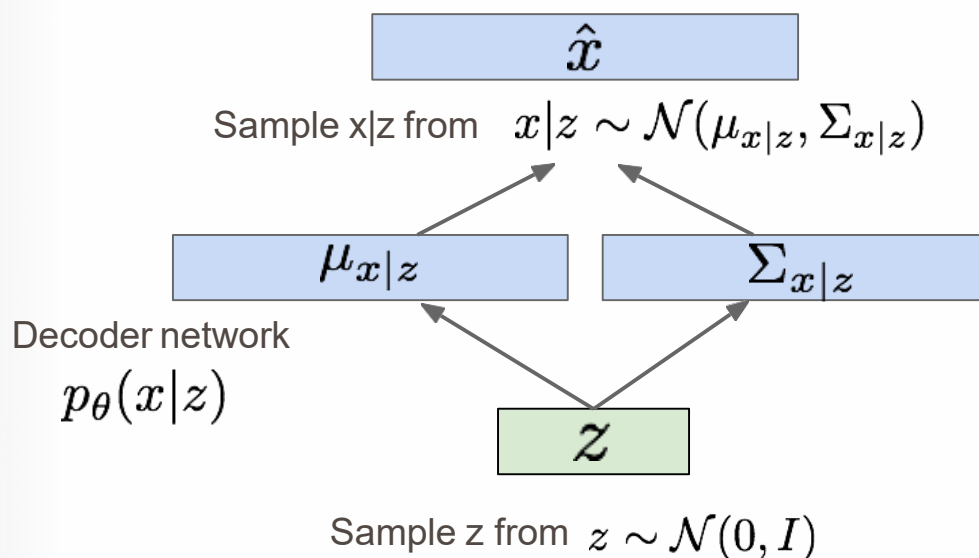 x̂
Sample x|z from x|z ∼ 𝒩(μ_{x|z}, Σ_{x|z})
μ_{x|z} Σ_{x|z}
Decoder network
p_θ(x|z)
z
Sample z from z ∼ 𝒩(0, I)